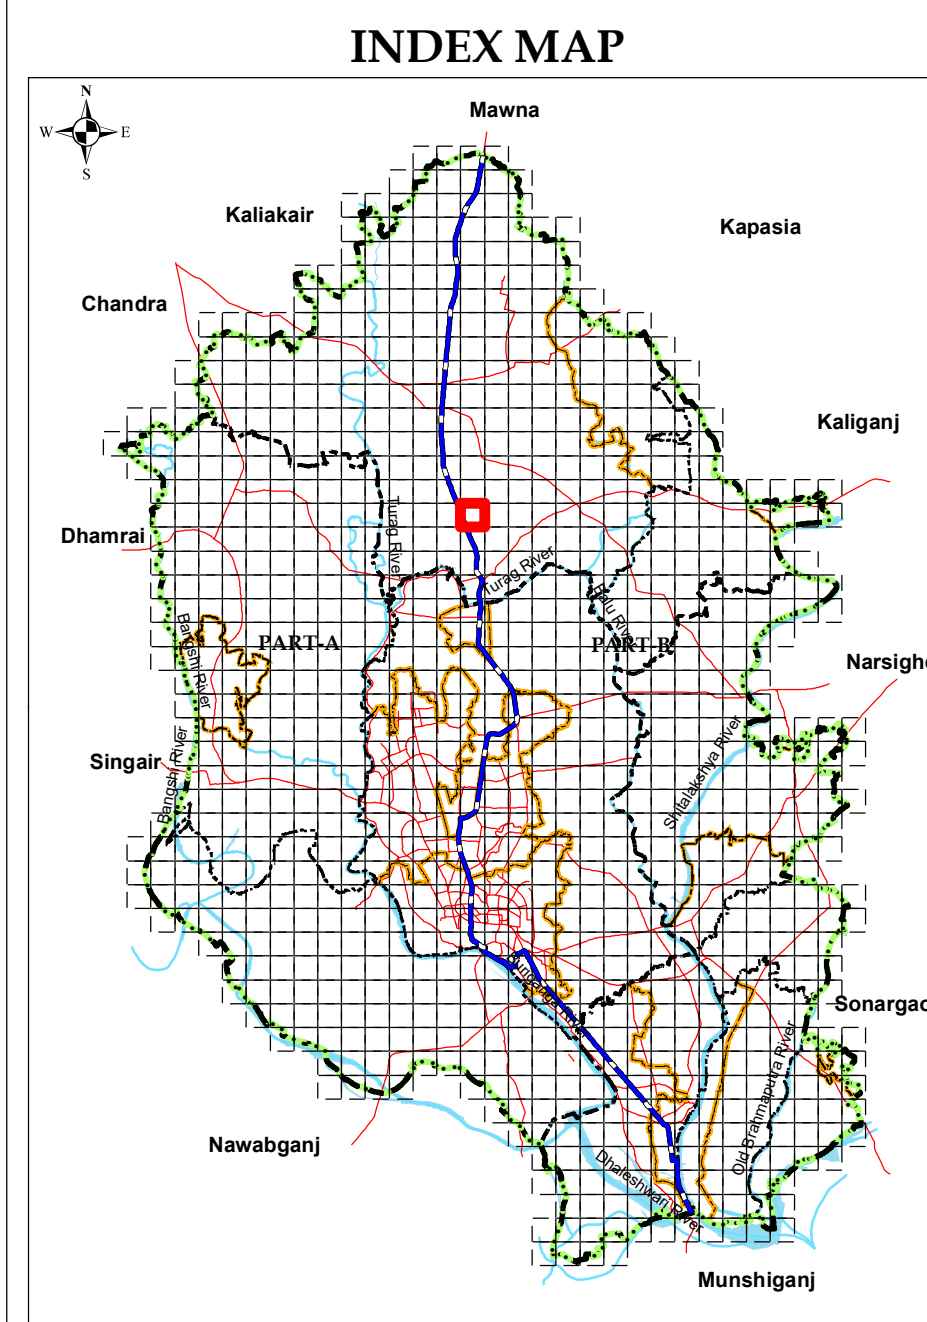 INDEX MAP
N
W E
S
Mawna
Kaliakair
Kapasia
Chandra
Kaliganj
Dhamrai
Turag River
Turag River
Balu River
Bangshi River
PART-A
PART-B
Narsighd
Singair
Bangshi River
Shitalakshya River
Buriganga River
Sonargao
Old Brahmaputra River
Nawabganj
Dhaleshwari River
Munshiganj